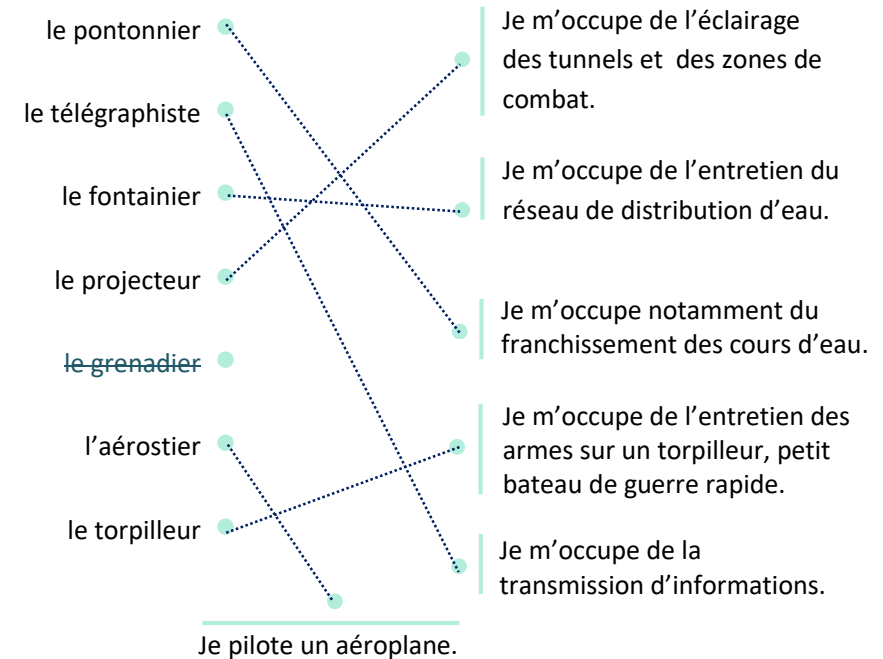 le pontonnier
le télégraphiste
le fontainier
le projecteur
le grenadier
l’aérostier
le torpilleur
Je m’occupe de l’éclairage
des tunnels et des zones de
combat.
Je m’occupe de l’entretien du
réseau de distribution d’eau.
Je m’occupe notamment du
franchissement des cours d’eau.
Je m’occupe de l’entretien des
armes sur un torpilleur, petit
bateau de guerre rapide.
Je m’occupe de la
transmission d’informations.
Je pilote un aéroplane.